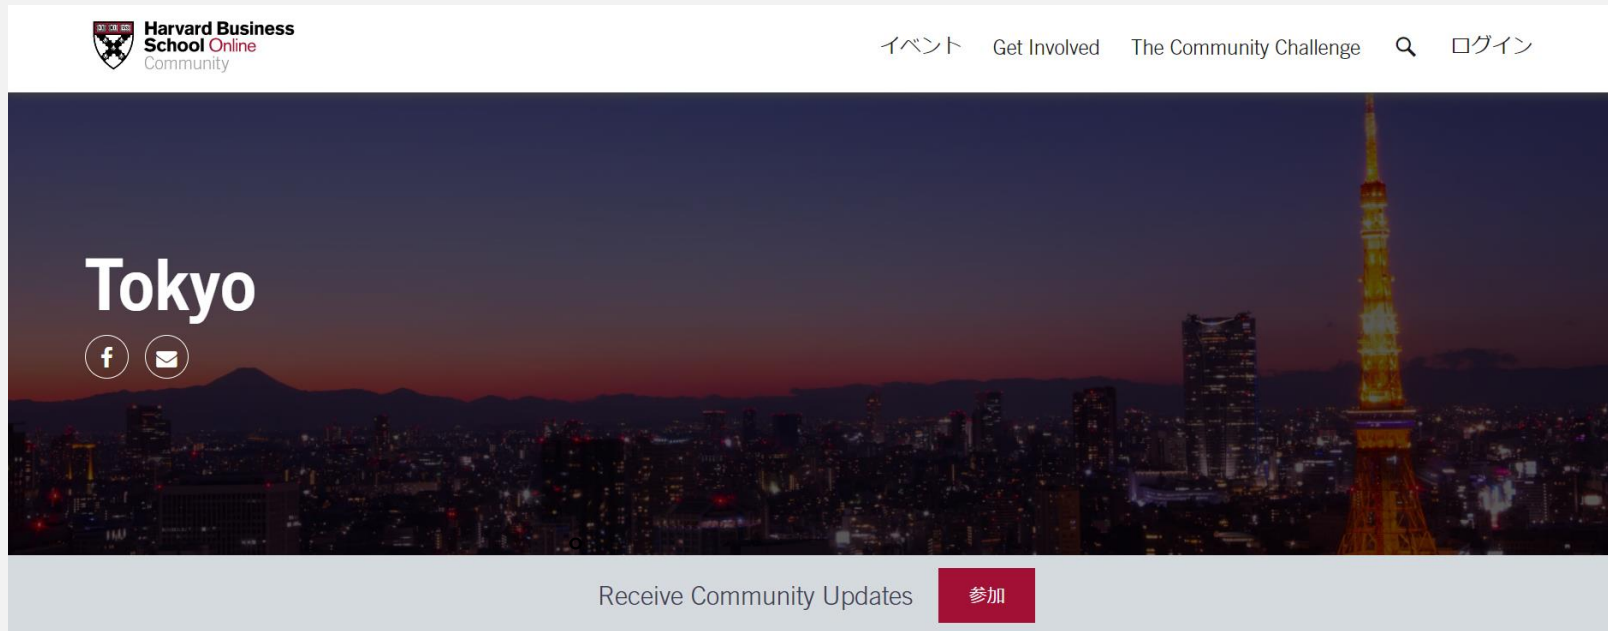 Harvard Business
School Online
Community
イベント Get Involved The Community Challenge ログイン
Tokyo
Receive Community Updates 参加